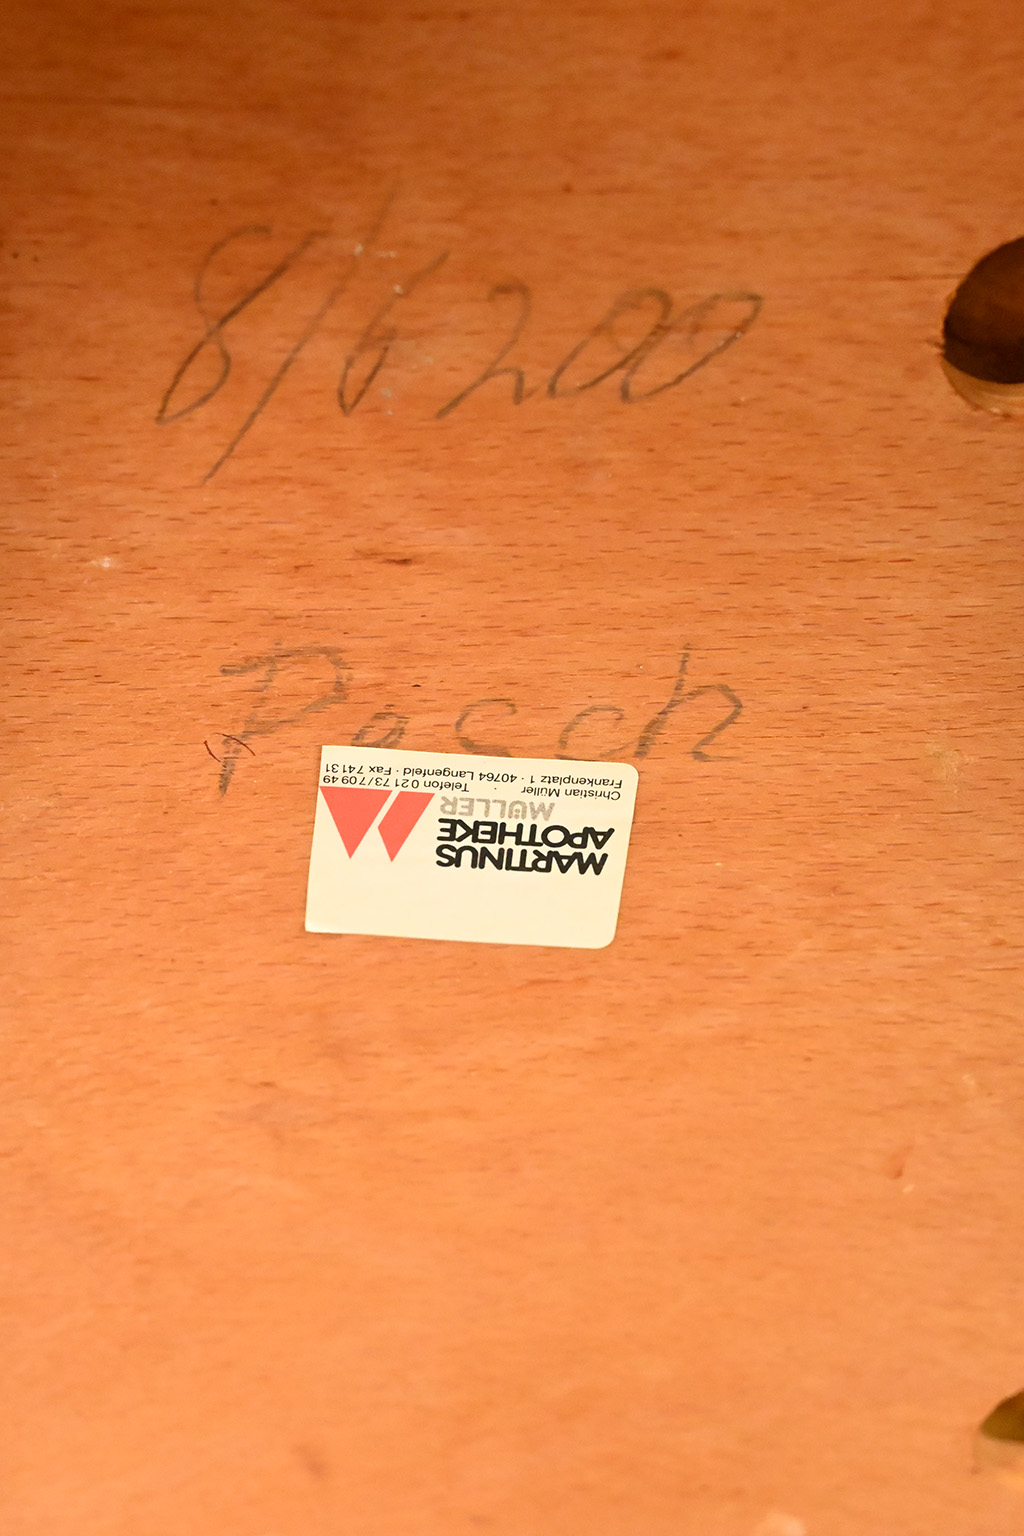 8/6200
Posch
MARTINUS
APOTHEKE
MÜLLER
Christian Müller · Telefon 0 21 73 / 7 09 49
Frankenplatz 1 · 40764 Langenfeld · Fax 7 41 31